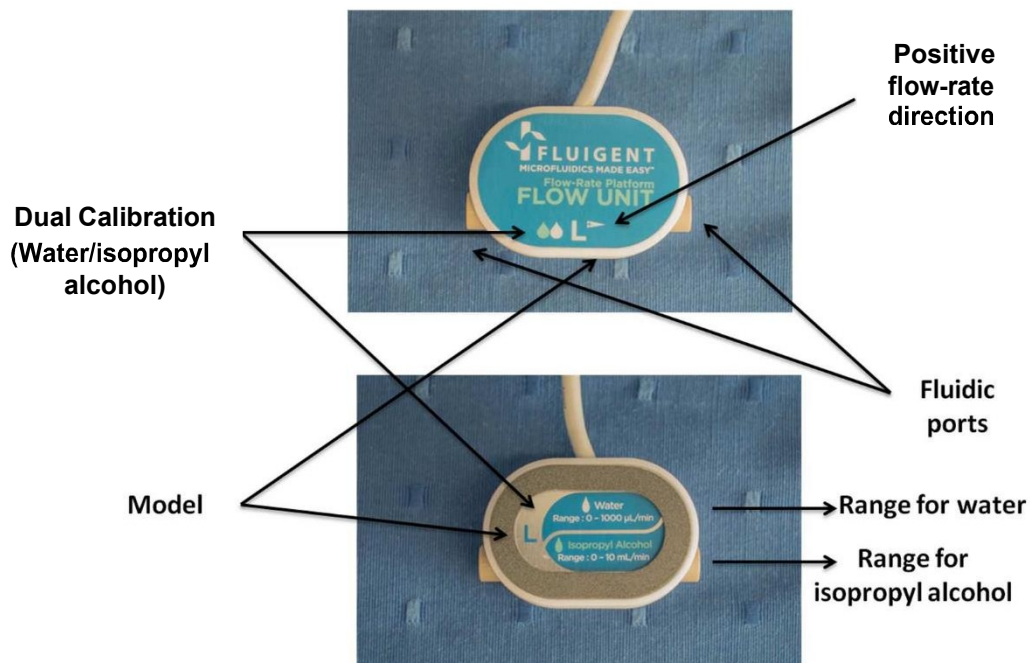 Positive
flow-rate
direction
FLUIGENT
MICROFLUIDICS MADE EASY™
Flow-Rate Platform
FLOW UNIT
L
Dual Calibration
(Water/isopropyl
alcohol)
Fluidic
ports
Model
L
Water
Range : 0 – 1000 µL/min
Isopropyl Alcohol
Range : 0 – 10 mL/min
Range for water
Range for
isopropyl alcohol